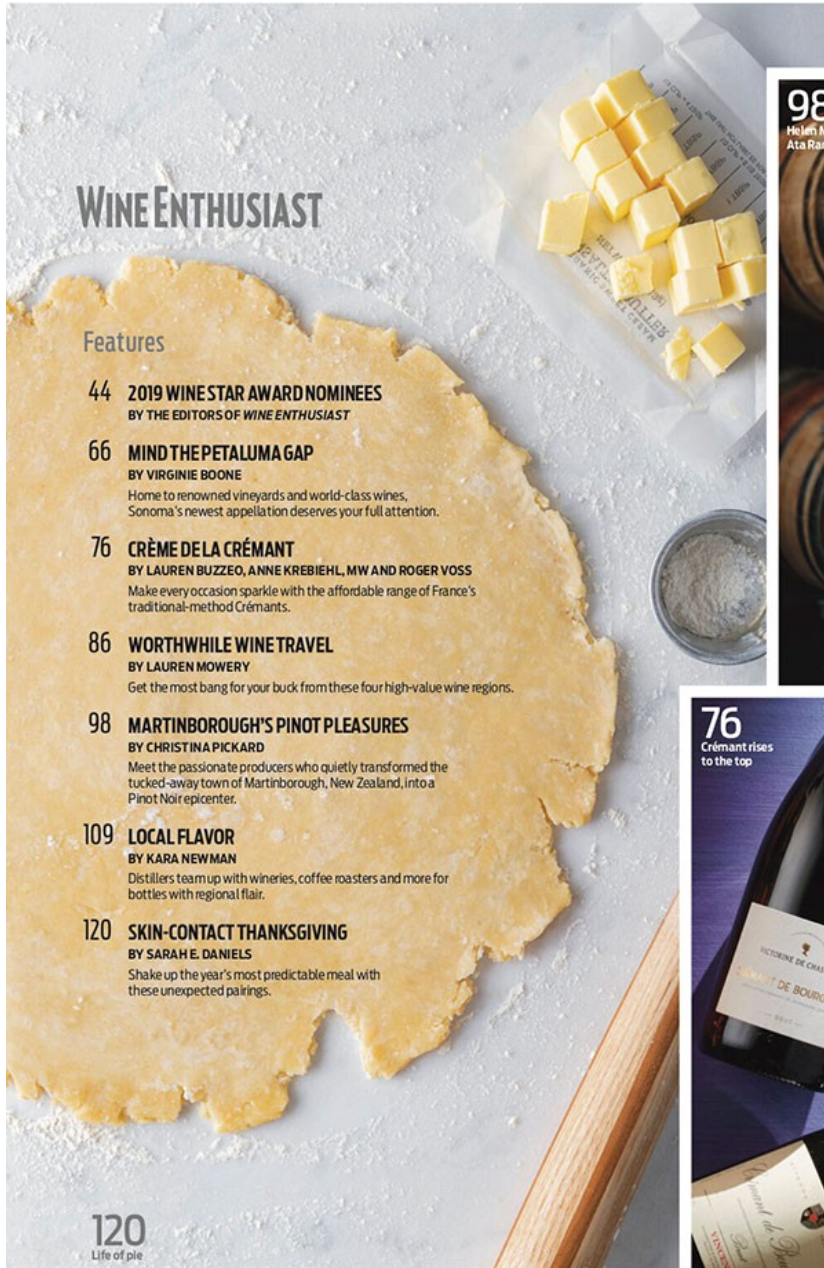 WINE ENTHUSIAST
Features
44 2019 WINE STAR AWARD NOMINEES
BY THE EDITORS OF WINE ENTHUSIAST
66 MIND THE PETALUMA GAP
BY VIRGINIE BOONE
Home to renowned vineyards and world-class wines,
Sonoma's newest appellation deserves your full attention.
76 CRÈME DE LA CRÉMANT
BY LAUREN BUZZEO, ANNE KREBIEHL, MW AND ROGER VOSS
Make every occasion sparkle with the affordable range of France's
traditional-method Crémants.
86 WORTHWHILE WINE TRAVEL
BY LAUREN MOWERY
Get the most bang for your buck from these four high-value wine regions.
98 MARTINBOROUGH'S PINOT PLEASURES
BY CHRISTINA PICKARD
Meet the passionate producers who quietly transformed the
tucked-away town of Martinborough, New Zealand, into a
Pinot Noir epicenter.
109 LOCAL FLAVOR
BY KARA NEWMAN
Distillers team up with wineries, coffee roasters and more for
bottles with regional flair.
120 SKIN-CONTACT THANKSGIVING
BY SARAH E. DANIELS
Shake up the year's most predictable meal with
these unexpected pairings.
120
Life of pie
98
Helen
Ata
76
Crémant rises
to the top
VICTORINE DE
DE
BRUT
Crémant de